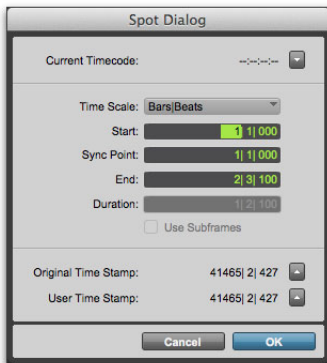 Spot Dialog
Current Timecode: --:--:--:--
Time Scale: Bars|Beats
Start: 1| 1| 000
Sync Point: 1| 1| 000
End: 2| 3| 100
Duration: 1| 2| 100
Use Subframes
Original Time Stamp: 41465| 2| 427
User Time Stamp: 41465| 2| 427
Cancel OK